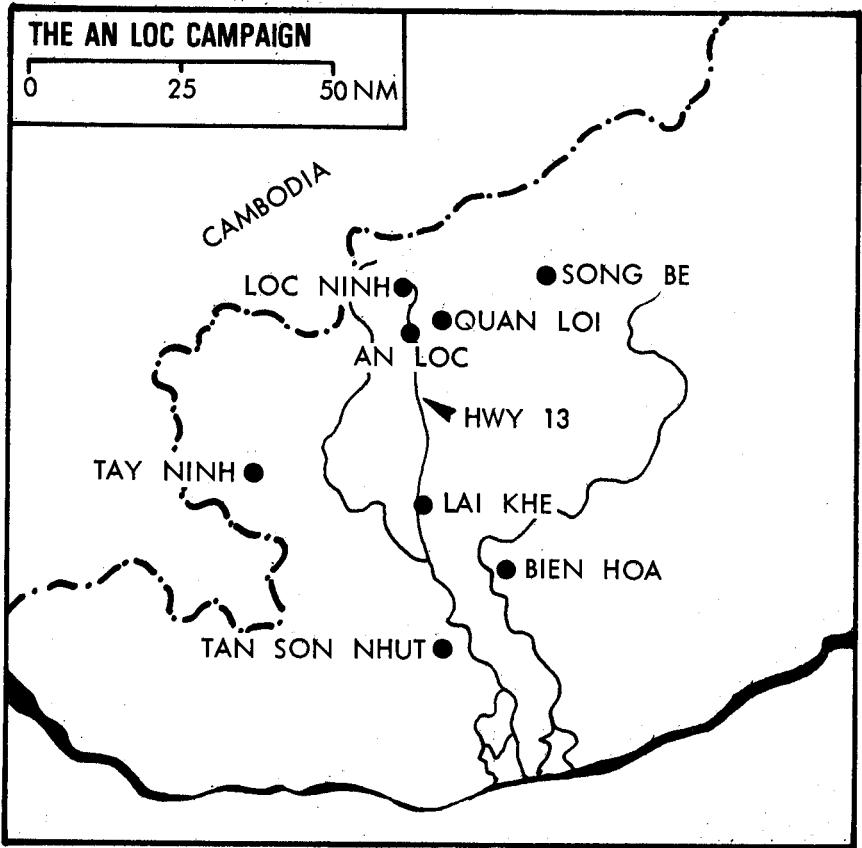 THE AN LOC CAMPAIGN
0 25 50 NM
CAMBODIA
SONG BE
LOC NINH
QUAN LOI
AN LOC
HWY 13
TAY NINH
LAI KHE
BIEN HOA
TAN SON NHUT